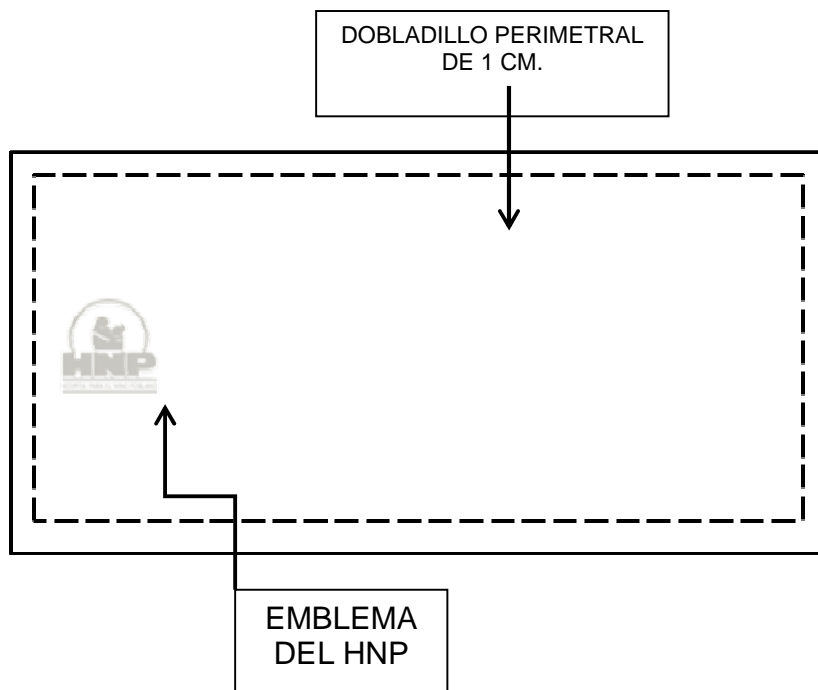 DOBLADILLO PERIMETRAL
DE 1 CM.
HNP
EMBLEMA
DEL HNP